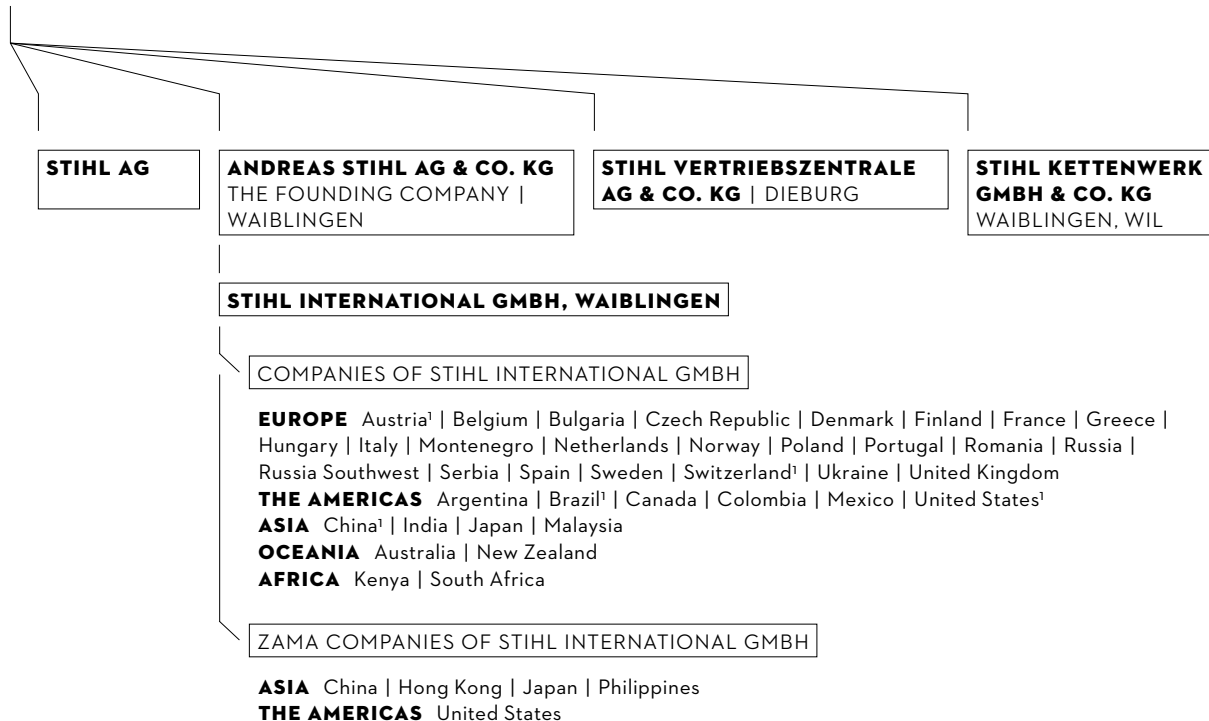 STIHL AG
ANDREAS STIHL AG & CO. KG
THE FOUNDING COMPANY |
WAIBLINGEN
STIHL VERTRIEBSZENTRALE
AG & CO. KG | DIEBURG
STIHL KETTENWERK
GMBH & CO. KG
WAIBLINGEN, WIL
STIHL INTERNATIONAL GMBH, WAIBLINGEN
COMPANIES OF STIHL INTERNATIONAL GMBH
EUROPE Austria¹ | Belgium | Bulgaria | Czech Republic | Denmark | Finland | France | Greece |
Hungary | Italy | Montenegro | Netherlands | Norway | Poland | Portugal | Romania | Russia |
Russia Southwest | Serbia | Spain | Sweden | Switzerland¹ | Ukraine | United Kingdom
THE AMERICAS Argentina | Brazil¹ | Canada | Colombia | Mexico | United States¹
ASIA China¹ | India | Japan | Malaysia
OCEANIA Australia | New Zealand
AFRICA Kenya | South Africa
ZAMA COMPANIES OF STIHL INTERNATIONAL GMBH
ASIA China | Hong Kong | Japan | Philippines
THE AMERICAS United States